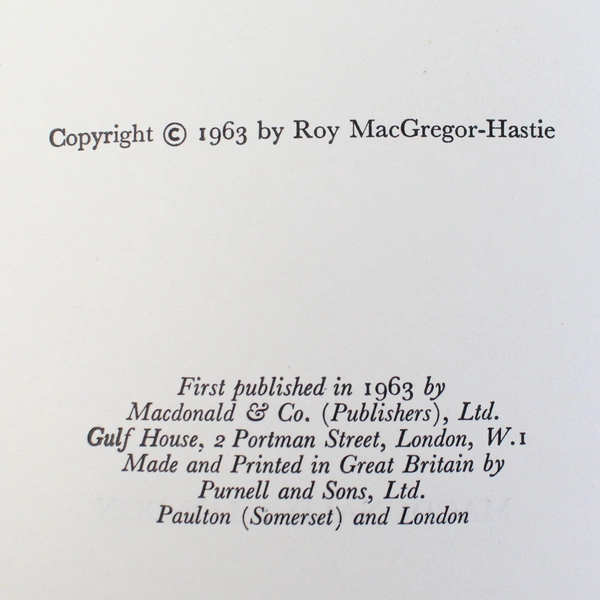 Copyright © 1963 by Roy MacGregor-Hastie
First published in 1963 by
Macdonald & Co. (Publishers), Ltd.
Gulf House, 2 Portman Street, London, W.1
Made and Printed in Great Britain by
Purnell and Sons, Ltd.
Paulton (Somerset) and London